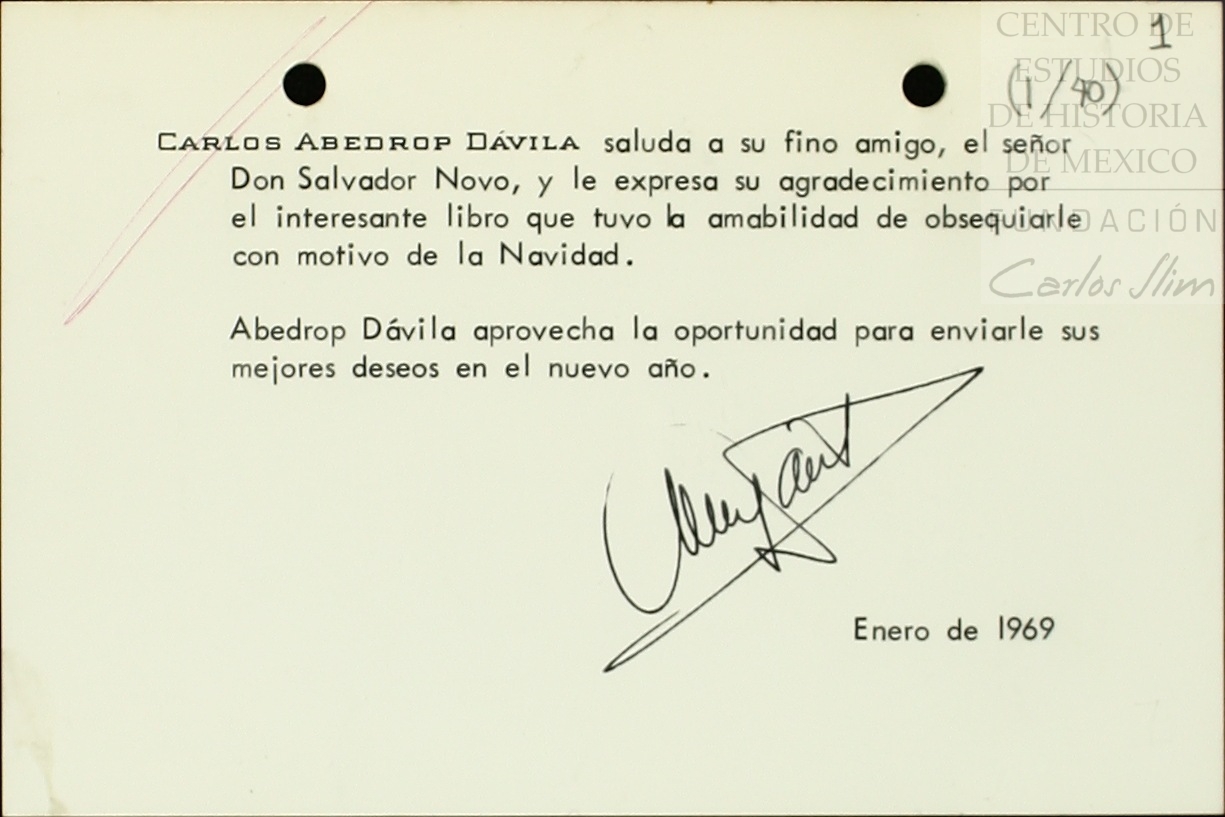 1
(1/40)
CENTRO DE
ESTUDIOS
DE HISTORIA
DE MEXICO
FUNDACIÓN
Carlos Slim
CARLOS ABEDROP DÁVILA saluda a su fino amigo, el señor
Don Salvador Novo, y le expresa su agradecimiento por
el interesante libro que tuvo la amabilidad de obsequiarle
con motivo de la Navidad.
Abedrop Dávila aprovecha la oportunidad para enviarle sus
mejores deseos en el nuevo año.
Enero de 1969